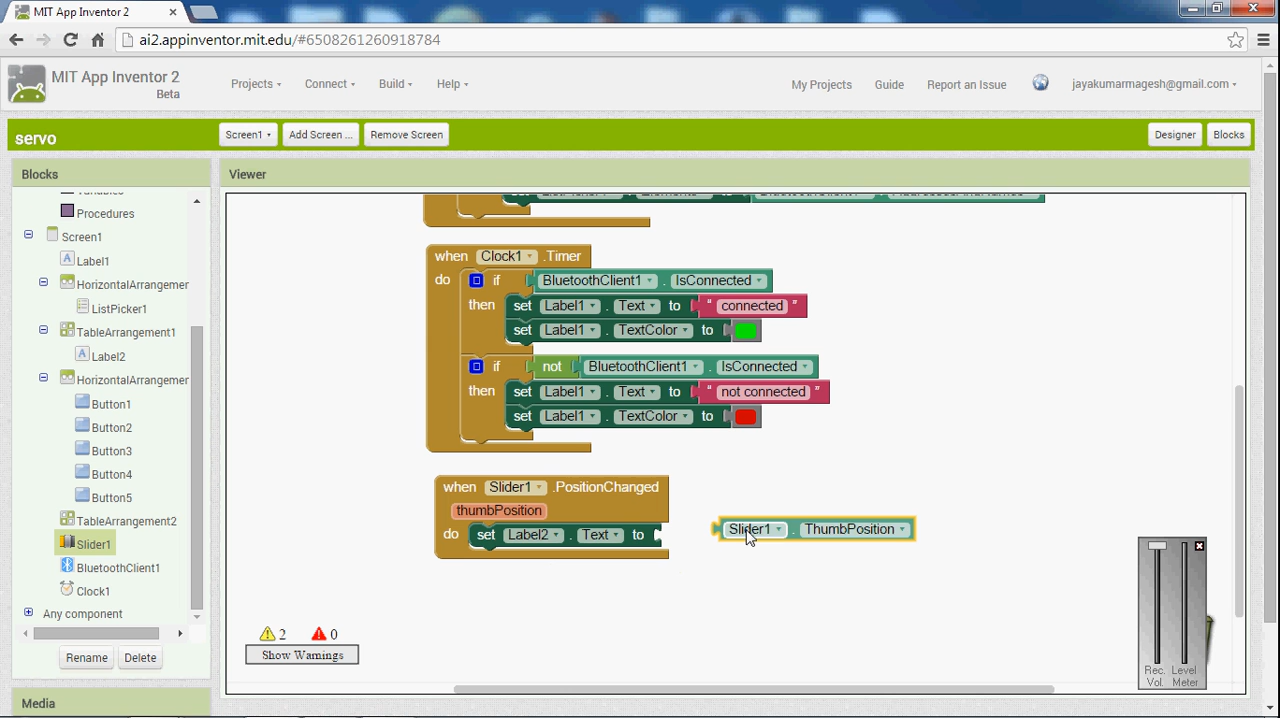 MIT App Inventor 2
ai2.appinventor.mit.edu/#6508261260918784
MIT App Inventor 2
Beta
Projects
Connect
Build
Help
My Projects
Guide
Report an Issue
jayakumarmagesh@gmail.com
servo
Screen1
Add Screen ...
Remove Screen
Designer
Blocks
Blocks
Viewer
Procedures
Screen1
Label1
HorizontalArrangemer
ListPicker1
TableArrangement1
Label2
HorizontalArrangemer
Button1
Button2
Button3
Button4
Button5
TableArrangement2
Slider1
BluetoothClient1
Clock1
Any component
Rename
Delete
Media
when Clock1 .Timer
do if BluetoothClient1 . IsConnected
then set Label1 . Text to " connected "
set Label1 . TextColor to
if not BluetoothClient1 . IsConnected
then set Label1 . Text to " not connected "
set Label1 . TextColor to
when Slider1 .PositionChanged
thumbPosition
do set Label2 . Text to
Slider1 . ThumbPosition
2 0
Show Warnings
Rec. Level
Vol. Meter